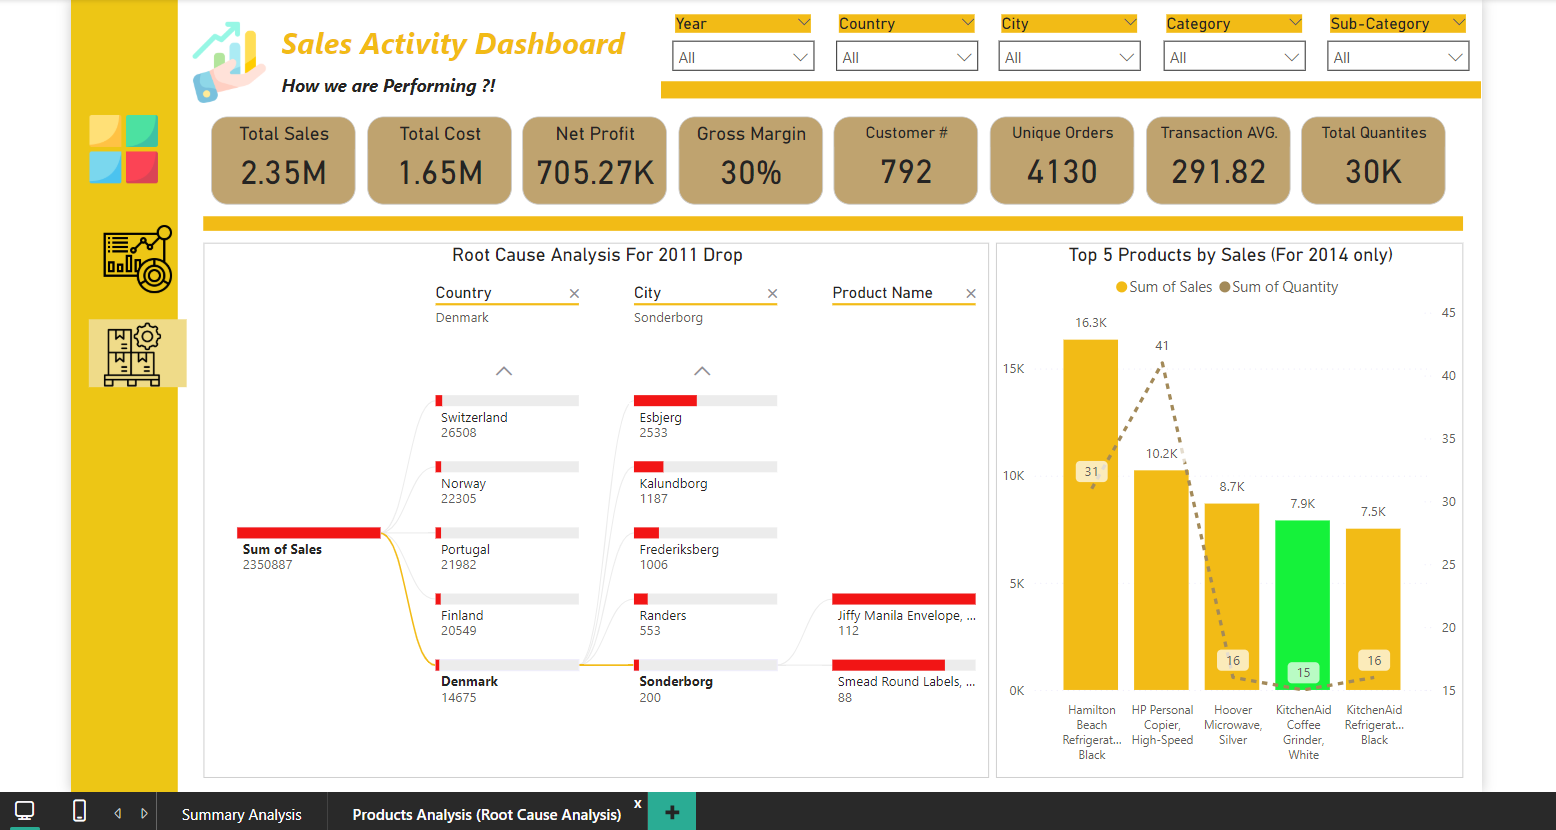 Sales Activity Dashboard
How we are Performing ?!
Year
Country
City
Category
Sub-Category
All
All
All
All
All
Total Sales
2.35M
Total Cost
1.65M
Net Profit
705.27K
Gross Margin
30%
Customer #
792
Unique Orders
4130
Transaction AVG.
291.82
Total Quantites
30K
Root Cause Analysis For 2011 Drop
Country
Denmark
City
Sonderborg
Product Name
Sum of Sales
2350887
Switzerland
26508
Norway
22305
Portugal
21982
Finland
20549
Denmark
14675
Esbjerg
2533
Kalundborg
1187
Frederiksberg
1006
Randers
553
Sonderborg
200
Jiffy Manila Envelope, ...
112
Smead Round Labels, ...
88
Top 5 Products by Sales (For 2014 only)
Sum of Sales
Sum of Quantity
15K
10K
5K
0K
45
40
35
30
25
20
15
16.3K
10.2K
8.7K
7.9K
7.5K
31
41
16
15
16
Hamilton
Beach
Refrigerat...
Black
HP Personal
Copier,
High-Speed
Hoover
Microwave,
Silver
KitchenAid
Coffee
Grinder,
White
KitchenAid
Refrigerat...
Black
Summary Analysis
Products Analysis (Root Cause Analysis)
x